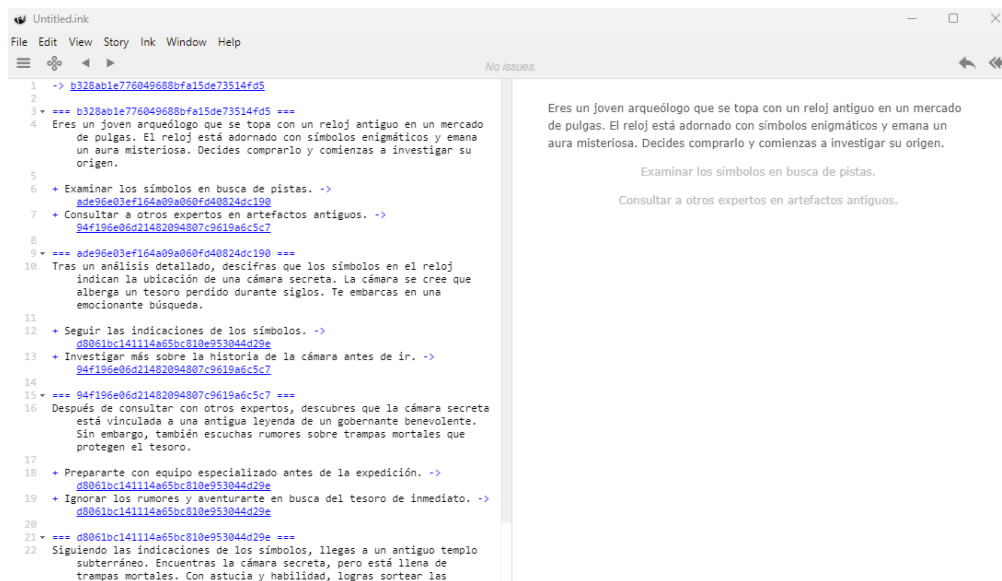 Untitled.ink
File Edit View Story Ink Window Help
No issues.
1 -> b328ab1e776049688bfa15de73514fd5
2
3 === b328ab1e776049688bfa15de73514fd5 ===
4 Eres un joven arqueólogo que se topa con un reloj antiguo en un mercado
de pulgas. El reloj está adornado con símbolos enigmáticos y emana
un aura misteriosa. Decides comprarlo y comienzas a investigar su
origen.
5
6 + Examinar los símbolos en busca de pistas. ->
ade96e03ef164a09a060fd40824dc190
7 + Consultar a otros expertos en artefactos antiguos. ->
94f196e06d21482094807c9619a6c5c7
8
9 === ade96e03ef164a09a060fd40824dc190 ===
10 Tras un análisis detallado, descifras que los símbolos en el reloj
indican la ubicación de una cámara secreta. La cámara se cree que
alberga un tesoro perdido durante siglos. Te embarcas en una
emocionante búsqueda.
11
12 + Seguir las indicaciones de los símbolos. ->
d8061bc141114a65bc810e953044d29e
13 + Investigar más sobre la historia de la cámara antes de ir. ->
94f196e06d21482094807c9619a6c5c7
14
15 === 94f196e06d21482094807c9619a6c5c7 ===
16 Después de consultar con otros expertos, descubres que la cámara secreta
está vinculada a una antigua leyenda de un gobernante benevolente.
Sin embargo, también escuchas rumores sobre trampas mortales que
protegen el tesoro.
17
18 + Prepararte con equipo especializado antes de la expedición. ->
d8061bc141114a65bc810e953044d29e
19 + Ignorar los rumores y aventurarte en busca del tesoro de inmediato. ->
d8061bc141114a65bc810e953044d29e
20
21 === d8061bc141114a65bc810e953044d29e ===
22 Siguiendo las indicaciones de los símbolos, llegas a un antiguo templo
subterráneo. Encuentras la cámara secreta, pero está llena de
trampas mortales. Con astucia y habilidad, logras sortear las
Eres un joven arqueólogo que se topa con un reloj antiguo en un mercado
de pulgas. El reloj está adornado con símbolos enigmáticos y emana un
aura misteriosa. Decides comprarlo y comienzas a investigar su origen.
Examinar los símbolos en busca de pistas.
Consultar a otros expertos en artefactos antiguos.